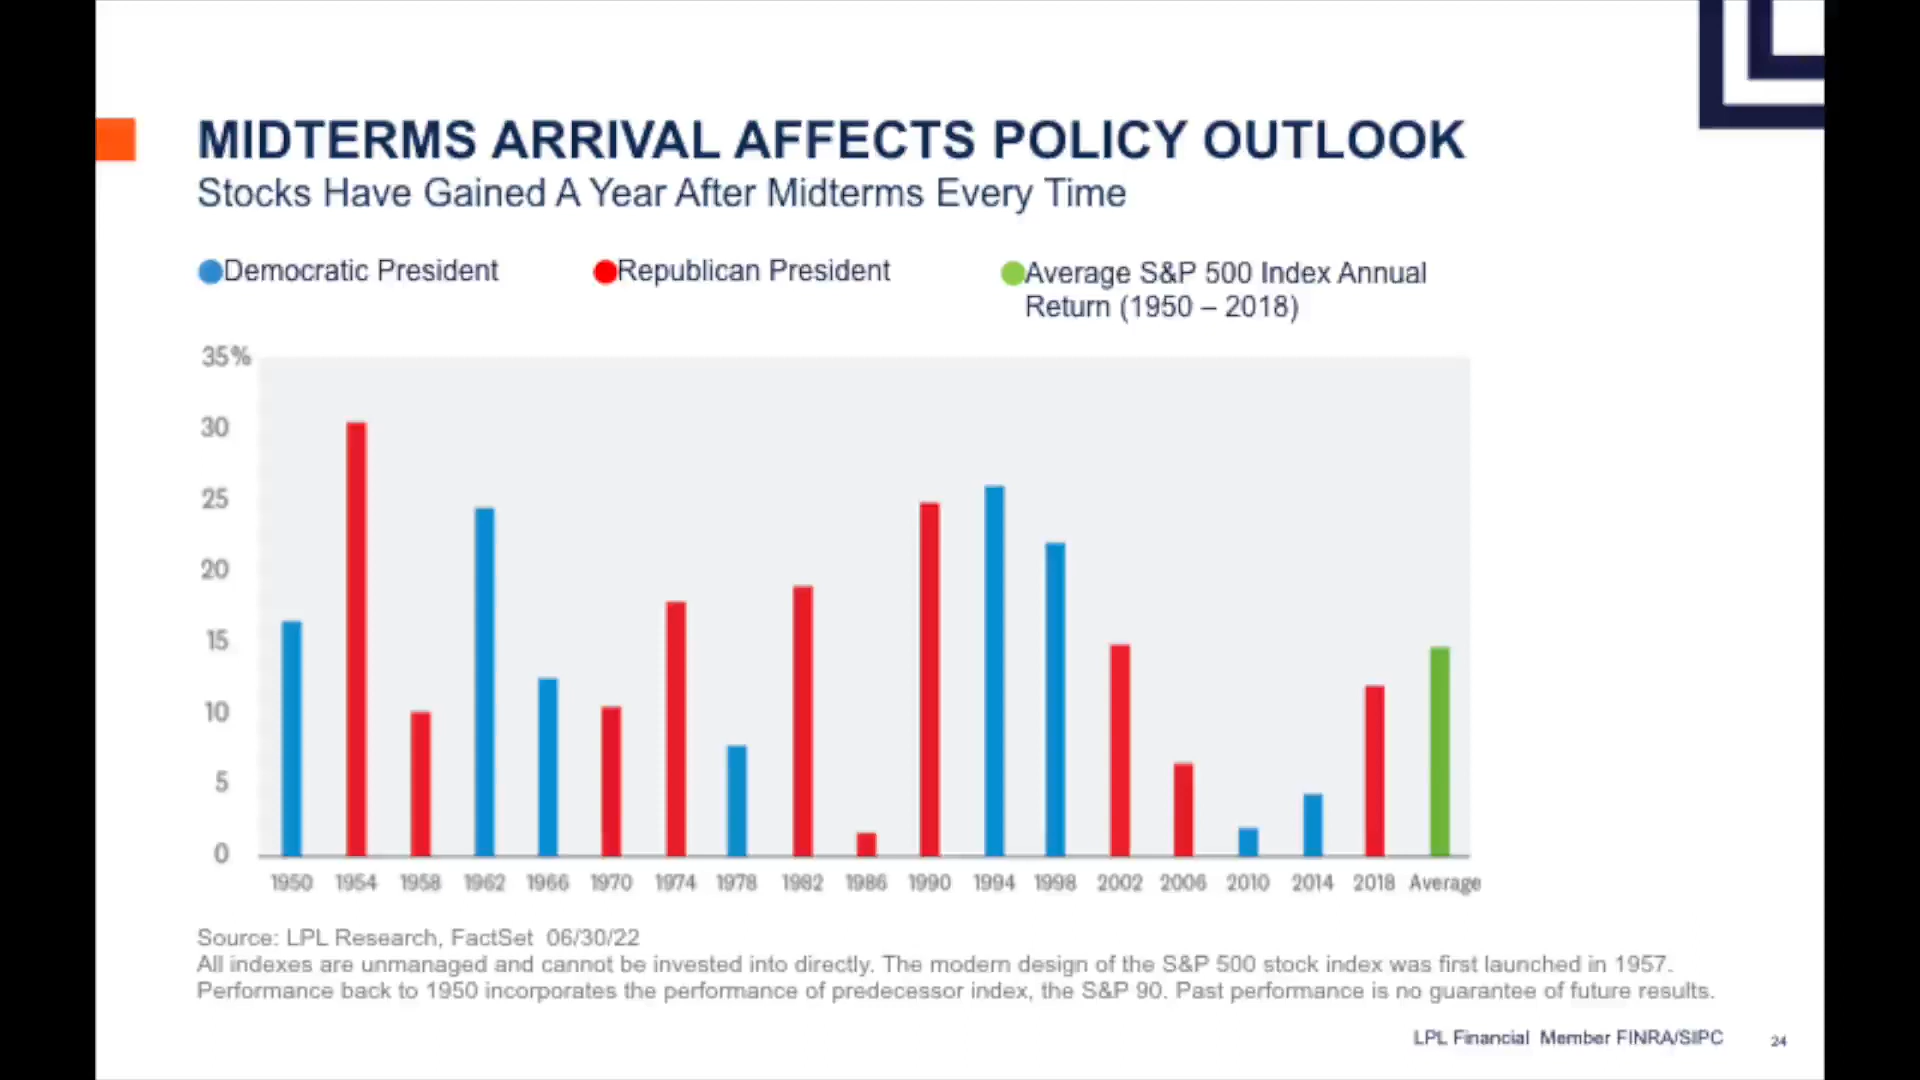 MIDTERMS ARRIVAL AFFECTS POLICY OUTLOOK
Stocks Have Gained A Year After Midterms Every Time
Democratic President
Republican President
Average S&P 500 Index Annual
Return (1950 – 2018)
35%
30
25
20
15
10
5
0
1950 1954 1958 1962 1966 1970 1974 1978 1982 1986 1990 1994 1998 2002 2006 2010 2014 2018 Average
Source: LPL Research, FactSet 06/30/22
All indexes are unmanaged and cannot be invested into directly. The modern design of the S&P 500 stock index was first launched in 1957.
Performance back to 1950 incorporates the performance of predecessor index, the S&P 90. Past performance is no guarantee of future results.
LPL Financial Member FINRA/SIPC 24